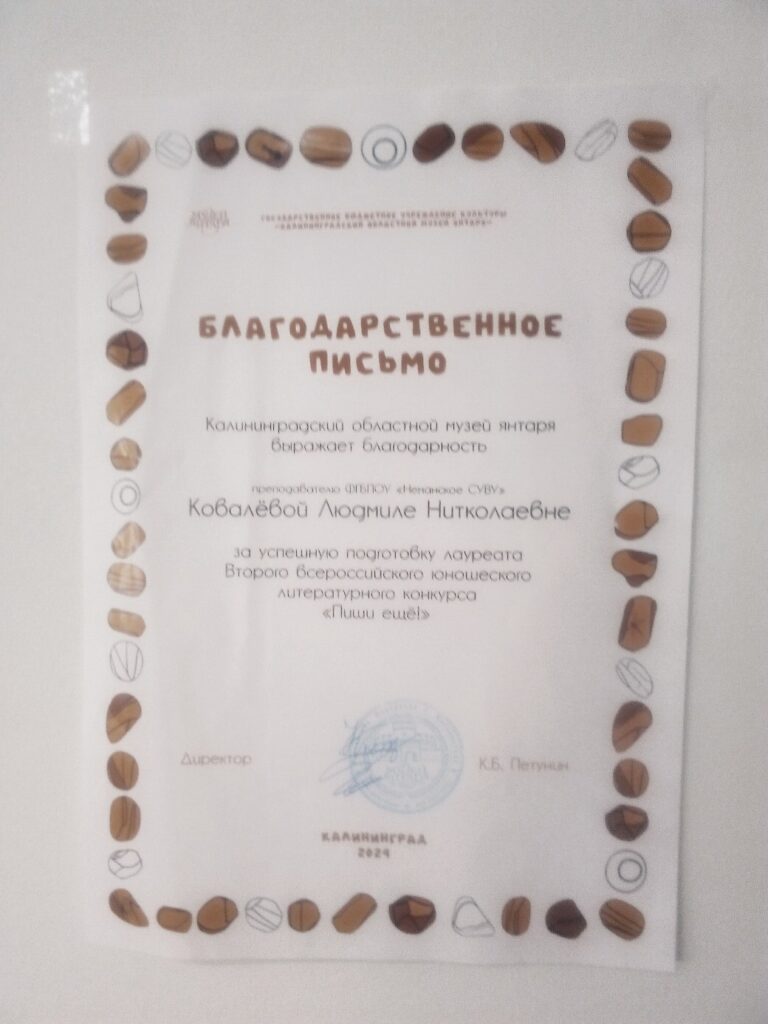 ГОСУДАРСТВЕННОЕ БЮДЖЕТНОЕ УЧРЕЖДЕНИЕ КУЛЬТУРЫ
«КАЛИНИНГРАДСКИЙ ОБЛАСТНОЙ МУЗЕЙ ЯНТАРЯ»
БЛАГОДАРСТВЕННОЕ
ПИСЬМО
Калининградский областной музей янтаря
выражает благодарность
преподавателю ФГБПОУ «Неманское СУВУ»
Ковалёвой Людмиле Нитколаевне
за успешную подготовку лауреата
Второго всероссийского юношеского
литературного конкурса
«Пиши ещё!»
Директор
К.Б. Петунин
КАЛИНИНГРАД
2024